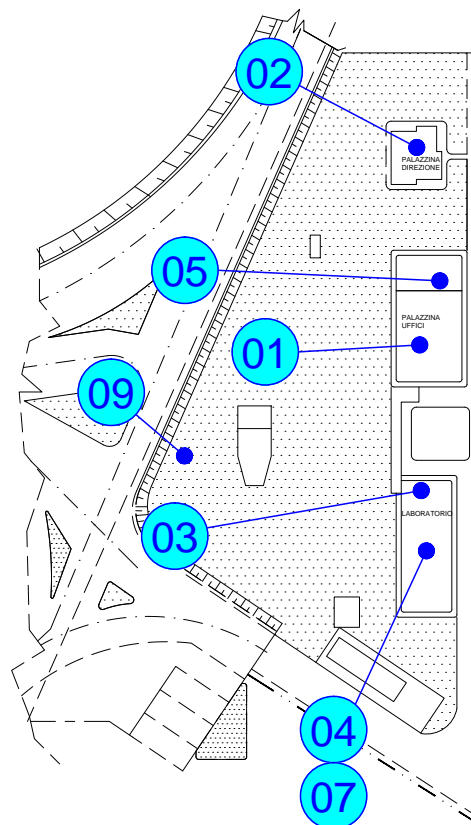 02
PALAZZINA
DIREZIONE
05
PALAZZINA
UFFICI
01
09
LABORATORIO
03
04
07